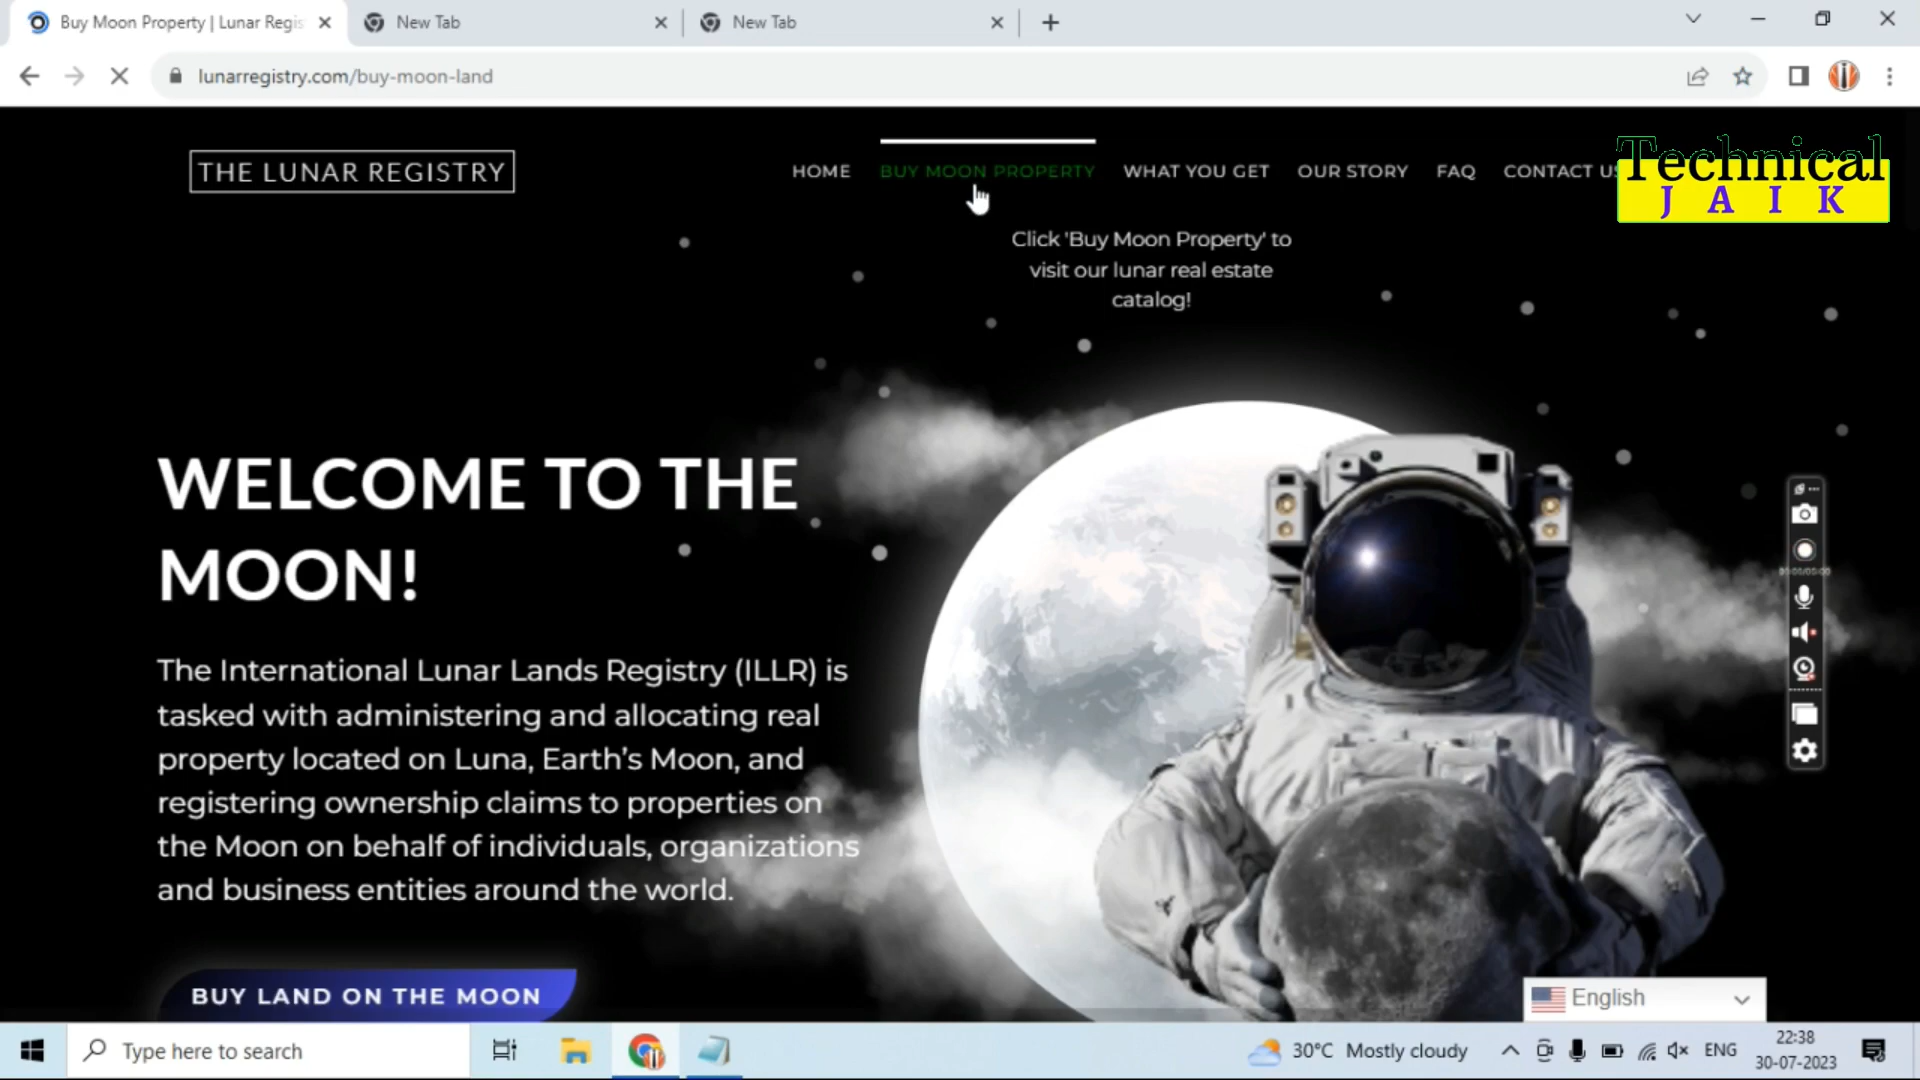 Buy Moon Property | Lunar Regis
New Tab
New Tab
lunarregistry.com/buy-moon-land
THE LUNAR REGISTRY
HOME
BUY MOON PROPERTY
WHAT YOU GET
OUR STORY
FAQ
CONTACT US
Technical
JAIK
Click 'Buy Moon Property' to
visit our lunar real estate
catalog!
WELCOME TO THE
MOON!
The International Lunar Lands Registry (ILLR) is
tasked with administering and allocating real
property located on Luna, Earth's Moon, and
registering ownership claims to properties on
the Moon on behalf of individuals, organizations
and business entities around the world.
BUY LAND ON THE MOON
English
Type here to search
30°C Mostly cloudy
ENG
22:38
30-07-2023